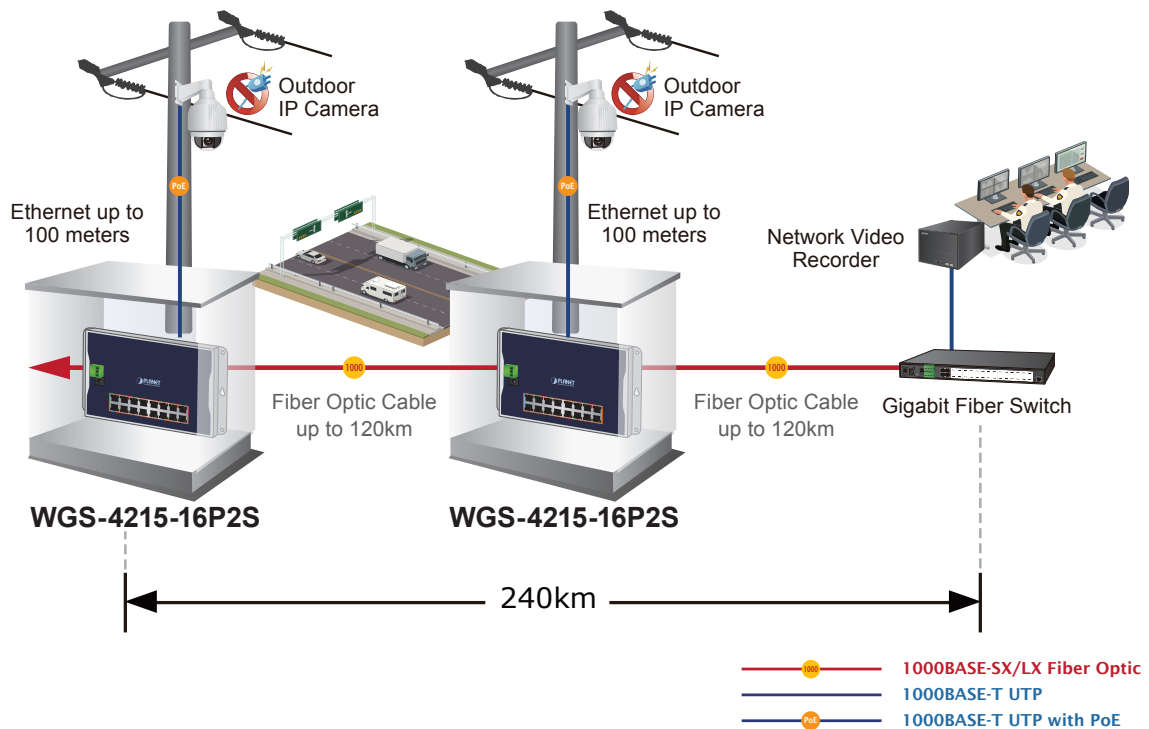 Outdoor
IP Camera
Outdoor
IP Camera
PoE
PoE
Ethernet up to
100 meters
Ethernet up to
100 meters
Network Video
Recorder
PLANET
PLANET
1000
1000
Fiber Optic Cable
up to 120km
Fiber Optic Cable
up to 120km
Gigabit Fiber Switch
WGS-4215-16P2S
WGS-4215-16P2S
240km
1000
1000BASE-SX/LX Fiber Optic
1000BASE-T UTP
PoE
1000BASE-T UTP with PoE